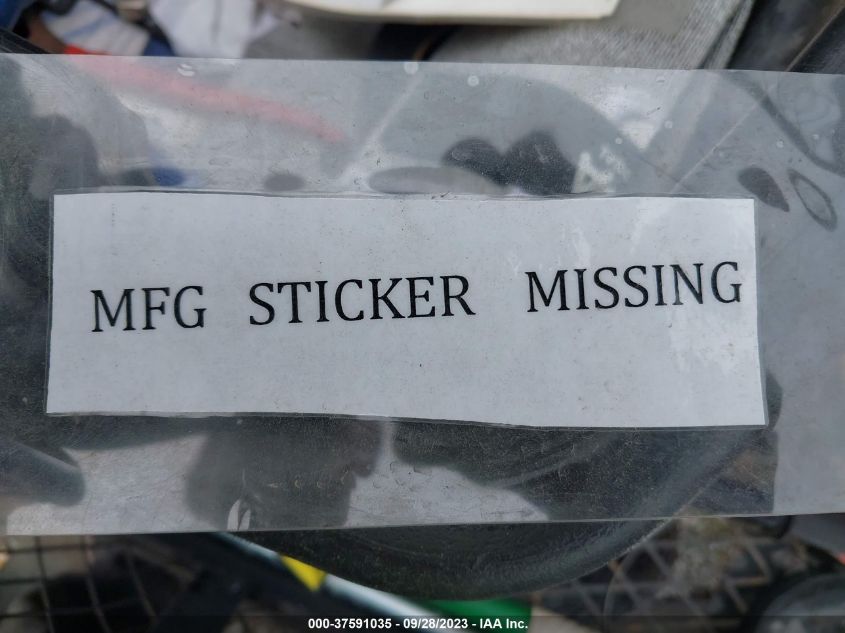 MFG STICKER MISSING
000-37591035 / 09/28/2023 - IAA Inc.